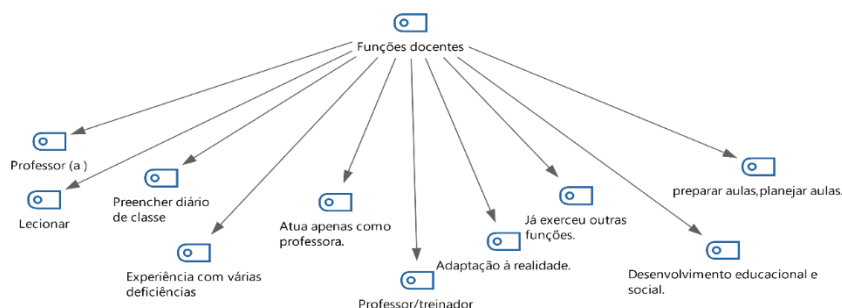 Funções docentes
Professor (a )
Lecionar
Preencher diário
de classe
Experiência com várias
deficiências
Atua apenas como
professora.
Professor/treinador
Adaptação à realidade.
Já exerceu outras
funções.
Desenvolvimento educacional e
social.
preparar aulas,planejar aulas.